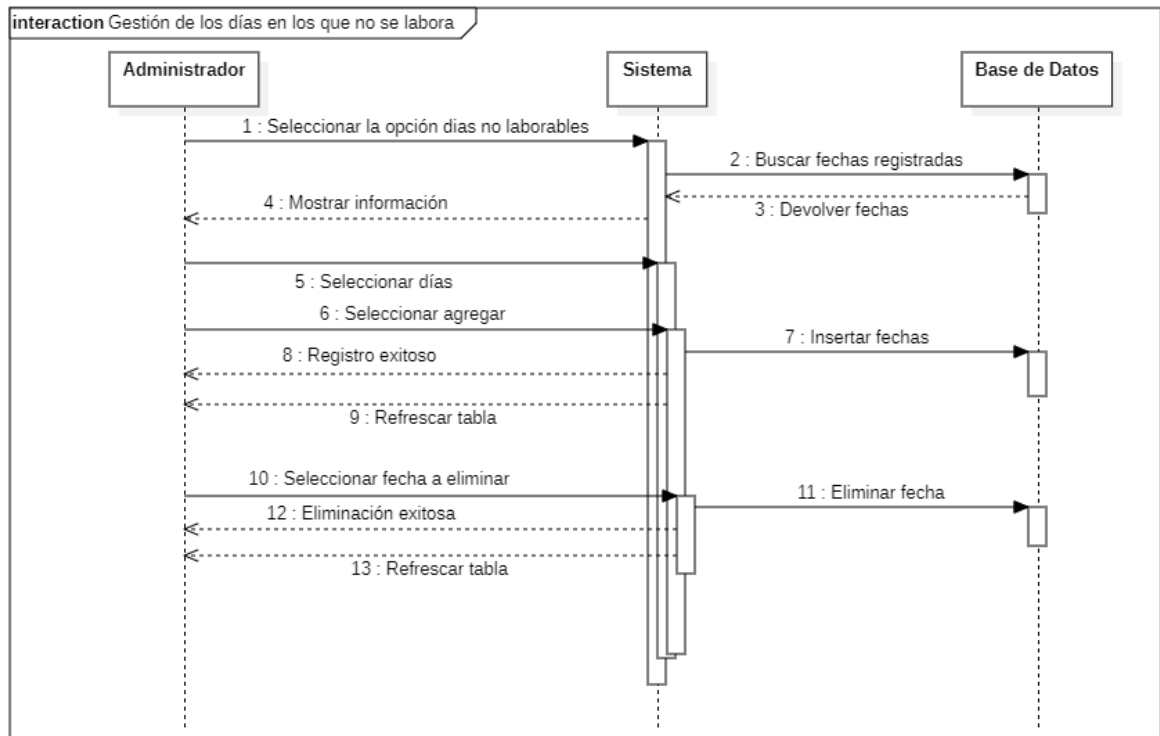 interaction Gestión de los días en los que no se labora
Administrador
Sistema
Base de Datos
1 : Seleccionar la opción dias no laborables
2 : Buscar fechas registradas
3 : Devolver fechas
4 : Mostrar información
5 : Seleccionar días
6 : Seleccionar agregar
7 : Insertar fechas
8 : Registro exitoso
9 : Refrescar tabla
10 : Seleccionar fecha a eliminar
11 : Eliminar fecha
12 : Eliminación exitosa
13 : Refrescar tabla